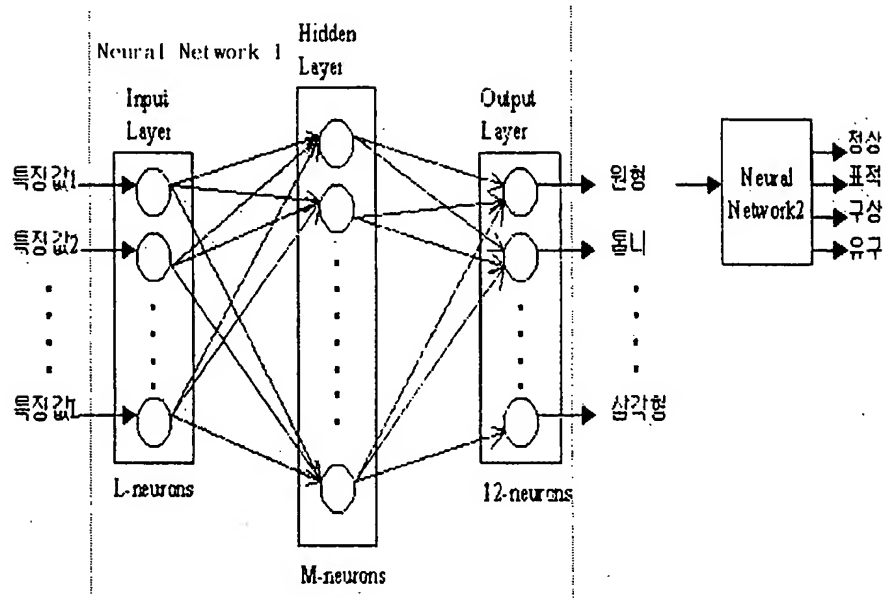 Neural Network 1
Hidden
Layer
Input
Layer
Output
Layer
특징값1
특징값2
특징값L
원형
톱니
삼각형
Neural
Network2
정상
표적
구상
유구
L-neurons
12-neurons
M-neurons